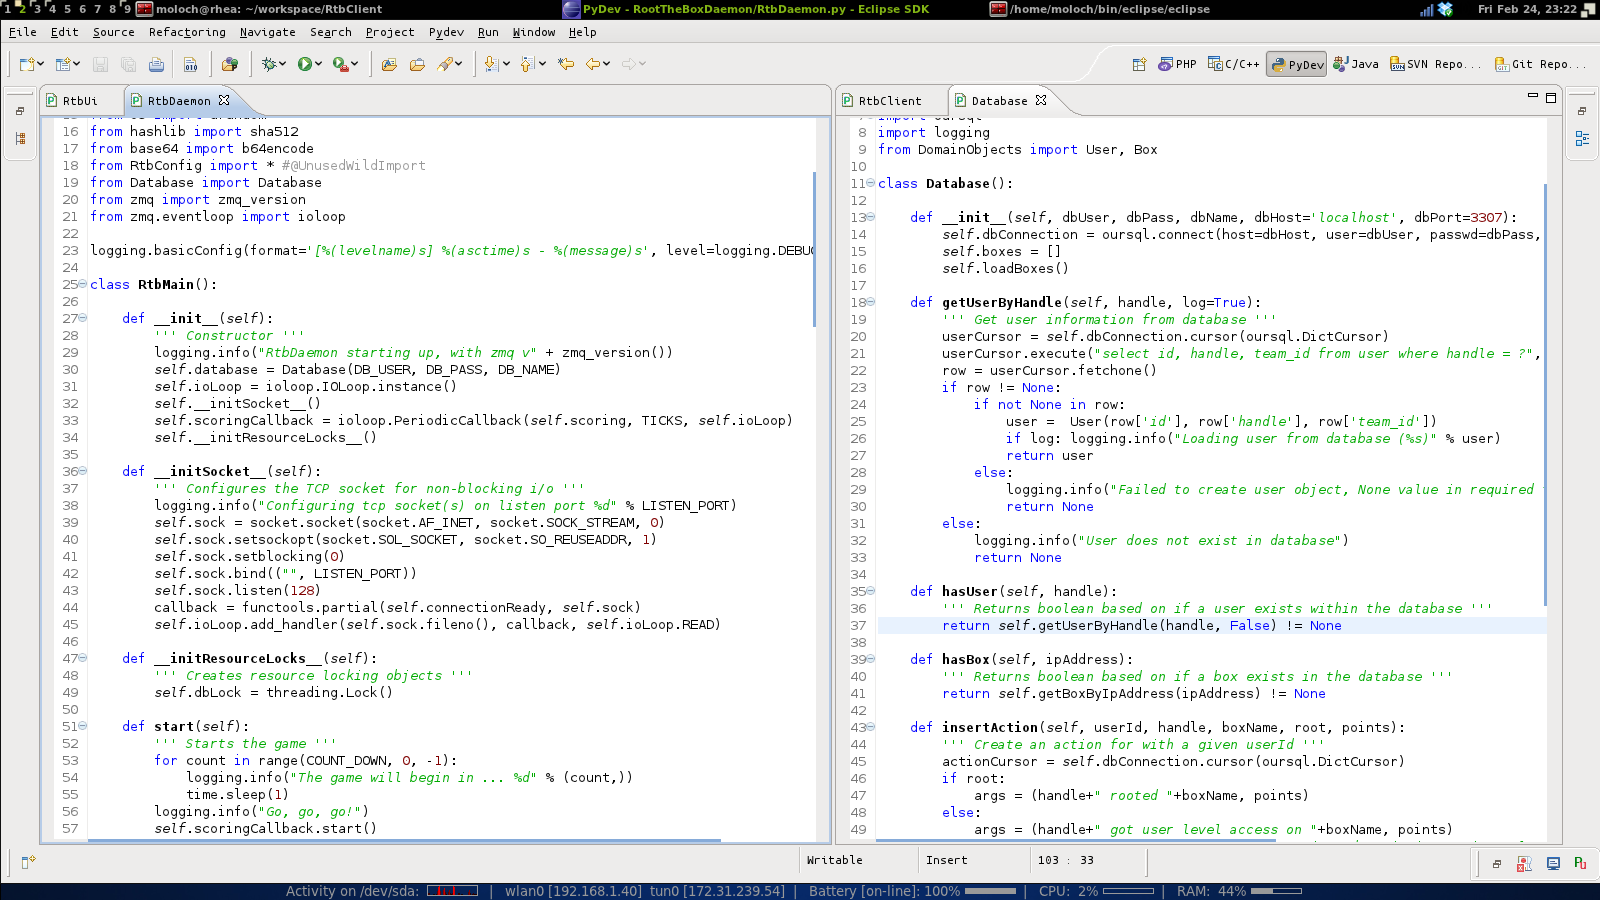 1 2 3 4 5 6 7 8 9 moloch@rhea: ~/workspace/RtbClient PyDev - RootTheBoxDaemon/RtbDaemon.py - Eclipse SDK /home/moloch/bin/eclipse/eclipse Fri Feb 24, 23:22
File Edit Source Refactoring Navigate Search Project Pydev Run Window Help
PHP C/C++ PyDev Java SVN Repo... Git Repo...
RtbUi RtbDaemon
16 from hashlib import sha512
17 from base64 import b64encode
18 from RtbConfig import * #@UnusedWildImport
19 from Database import Database
20 from zmq import zmq_version
21 from zmq.eventloop import ioloop
22
23 logging.basicConfig(format='[%(levelname)s] %(asctime)s - %(message)s', level=logging.DEBU
24
25 class RtbMain():
26
27 def __init__(self):
28 ''' Constructor '''
29 logging.info("RtbDaemon starting up, with zmq v" + zmq_version())
30 self.database = Database(DB_USER, DB_PASS, DB_NAME)
31 self.ioLoop = ioloop.IOLoop.instance()
32 self.__initSocket__()
33 self.scoringCallback = ioloop.PeriodicCallback(self.scoring, TICKS, self.ioLoop)
34 self.__initResourceLocks__()
35
36 def __initSocket__(self):
37 ''' Configures the TCP socket for non-blocking i/o '''
38 logging.info("Configuring tcp socket(s) on listen port %d" % LISTEN_PORT)
39 self.sock = socket.socket(socket.AF_INET, socket.SOCK_STREAM, 0)
40 self.sock.setsockopt(socket.SOL_SOCKET, socket.SO_REUSEADDR, 1)
41 self.sock.setblocking(0)
42 self.sock.bind(("", LISTEN_PORT))
43 self.sock.listen(128)
44 callback = functools.partial(self.connectionReady, self.sock)
45 self.ioLoop.add_handler(self.sock.fileno(), callback, self.ioLoop.READ)
46
47 def __initResourceLocks__(self):
48 ''' Creates resource locking objects '''
49 self.dbLock = threading.Lock()
50
51 def start(self):
52 ''' Starts the game '''
53 for count in range(COUNT_DOWN, 0, -1):
54 logging.info("The game will begin in ... %d" % (count,))
55 time.sleep(1)
56 logging.info("Go, go, go!")
57 self.scoringCallback.start()
RtbClient Database
7 import oursql
8 import logging
9 from DomainObjects import User, Box
10
11 class Database():
12
13 def __init__(self, dbUser, dbPass, dbName, dbHost='localhost', dbPort=3307):
14 self.dbConnection = oursql.connect(host=dbHost, user=dbUser, passwd=dbPass,
15 self.boxes = []
16 self.loadBoxes()
17
18 def getUserByHandle(self, handle, log=True):
19 ''' Get user information from database '''
20 userCursor = self.dbConnection.cursor(oursql.DictCursor)
21 userCursor.execute("select id, handle, team_id from user where handle = ?",
22 row = userCursor.fetchone()
23 if row != None:
24 if not None in row:
25 user =  User(row['id'], row['handle'], row['team_id'])
26 if log: logging.info("Loading user from database (%s)" % user)
27 return user
28 else:
29 logging.info("Failed to create user object, None value in required
30 return None
31 else:
32 logging.info("User does not exist in database")
33 return None
34
35 def hasUser(self, handle):
36 ''' Returns boolean based on if a user exists within the database '''
37 return self.getUserByHandle(handle, False) != None
38
39 def hasBox(self, ipAddress):
40 ''' Returns boolean based on if a box exists in the database '''
41 return self.getBoxByIpAddress(ipAddress) != None
42
43 def insertAction(self, userId, handle, boxName, root, points):
44 ''' Create an action for with a given userId '''
45 actionCursor = self.dbConnection.cursor(oursql.DictCursor)
46 if root:
47 args = (handle+" rooted "+boxName, points)
48 else:
49 args = (handle+" got user level access on "+boxName, points)
Writable Insert 103 : 33
Activity on /dev/sda: | wlan0 [192.168.1.40] tun0 [172.31.239.54] | Battery [on-line]: 100% | CPU: 2% | RAM: 44%